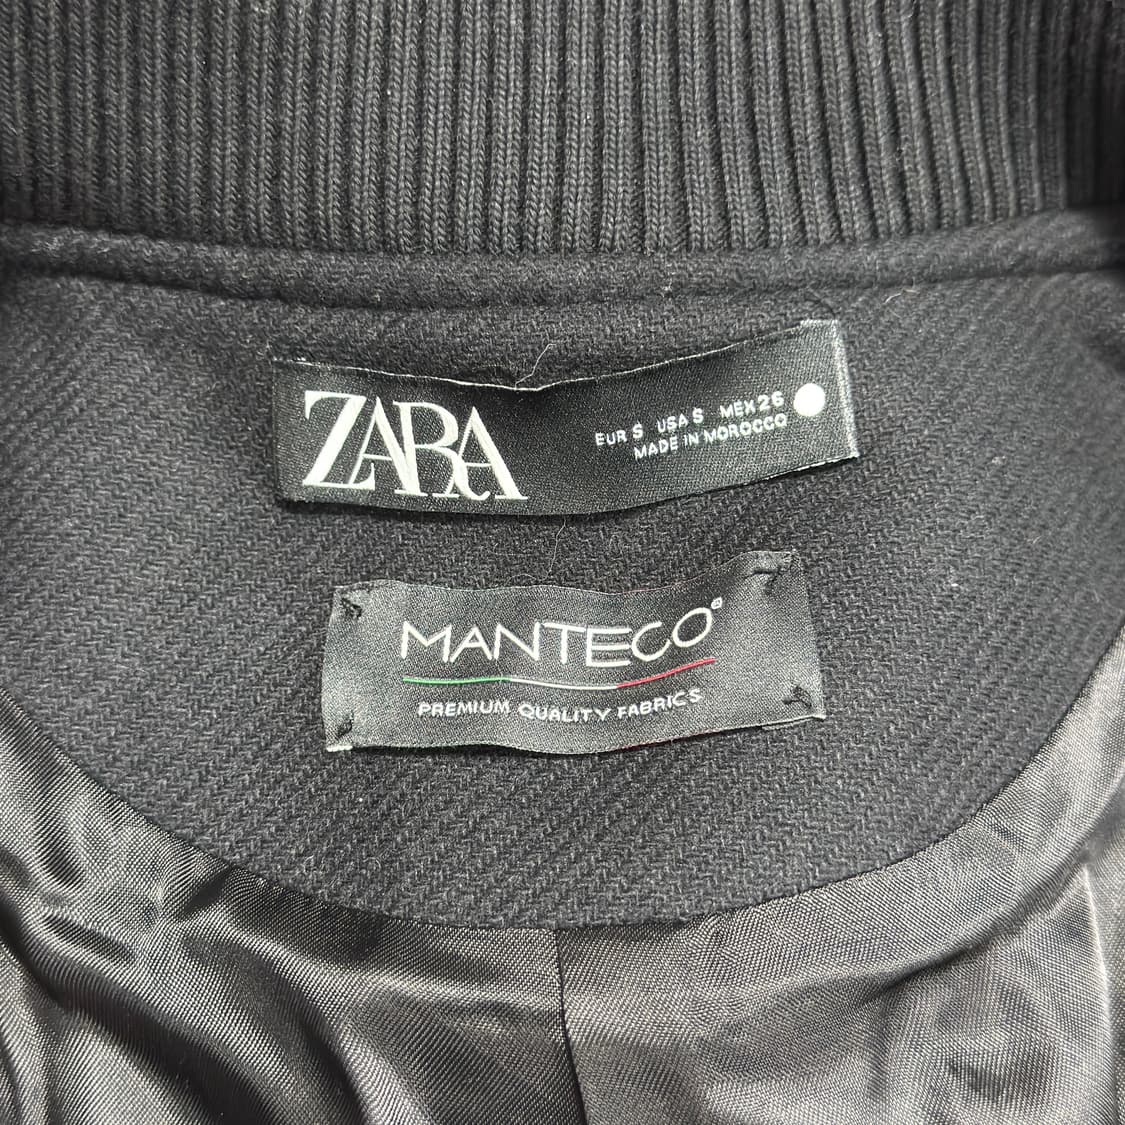 ZARA
EUR S USA S MEX 26
MADE IN MOROCCO
MANTECO®
PREMIUM QUALITY FABRICS